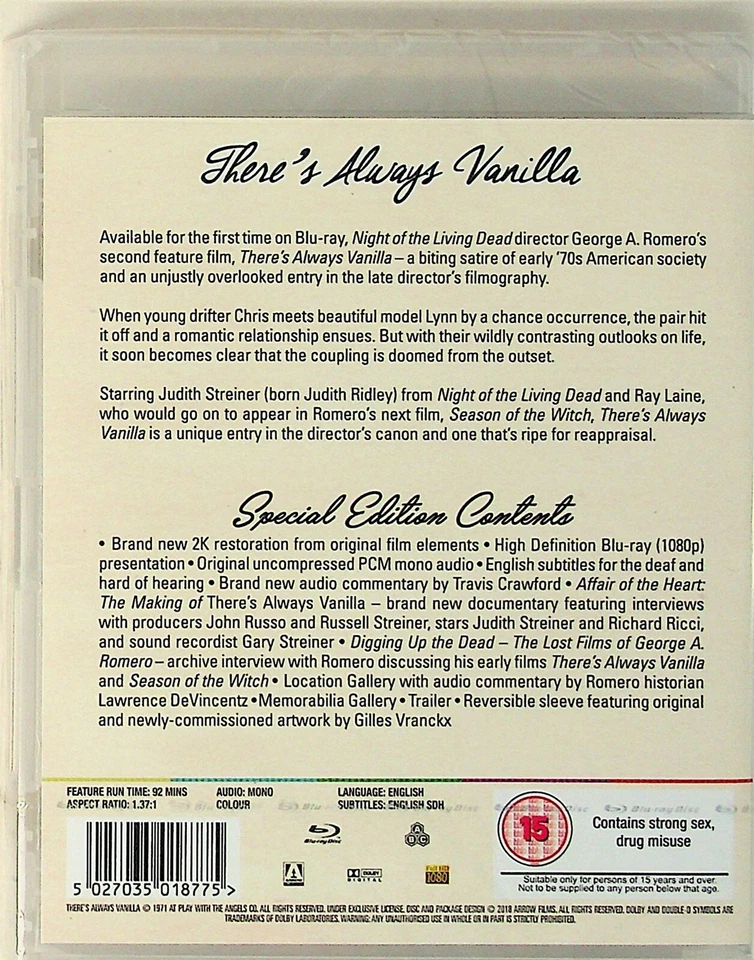 There's Always Vanilla
Available for the first time on Blu-ray, Night of the Living Dead director George A. Romero's
second feature film, There's Always Vanilla – a biting satire of early '70s American society
and an unjustly overlooked entry in the late director's filmography.
When young drifter Chris meets beautiful model Lynn by a chance occurrence, the pair hit
it off and a romantic relationship ensues. But with their wildly contrasting outlooks on life,
it soon becomes clear that the coupling is doomed from the outset.
Starring Judith Streiner (born Judith Ridley) from Night of the Living Dead and Ray Laine,
who would go on to appear in Romero's next film, Season of the Witch, There's Always
Vanilla is a unique entry in the director's canon and one that's ripe for reappraisal.
Special Edition Contents
• Brand new 2K restoration from original film elements • High Definition Blu-ray (1080p)
presentation • Original uncompressed PCM mono audio • English subtitles for the deaf and
hard of hearing • Brand new audio commentary by Travis Crawford • Affair of the Heart:
The Making of There's Always Vanilla – brand new documentary featuring interviews
with producers John Russo and Russell Streiner, stars Judith Streiner and Richard Ricci,
and sound recordist Gary Streiner • Digging Up the Dead – The Lost Films of George A.
Romero – archive interview with Romero discussing his early films There's Always Vanilla
and Season of the Witch • Location Gallery with audio commentary by Romero historian
Lawrence DeVincentz • Memorabilia Gallery • Trailer • Reversible sleeve featuring original
and newly-commissioned artwork by Gilles Vranckx
FEATURE RUN TIME: 92 MINS AUDIO: MONO LANGUAGE: ENGLISH
ASPECT RATIO: 1.37:1 COLOUR SUBTITLES: ENGLISH SDH
Blu-ray Disc
A B C
15
Contains strong sex,
drug misuse
DOLBY
DIGITAL
FULL HD
1080
Suitable only for persons of 15 years and over.
Not to be supplied to any person below that age.
5 027035 018775 >
THERE'S ALWAYS VANILLA © 1971 AT PLAY WITH THE ANGELS CO. ALL RIGHTS RESERVED. UNDER EXCLUSIVE LICENSE. DISC AND PACKAGE DESIGN © 2018 ARROW FILMS. ALL RIGHTS RESERVED. DOLBY AND DOUBLE-D SYMBOLS ARE
TRADEMARKS OF DOLBY LABORATORIES. WARNING: ANY UNAUTHORISED USE IN WHOLE OR IN PART IS STRICTLY PROHIBITED.